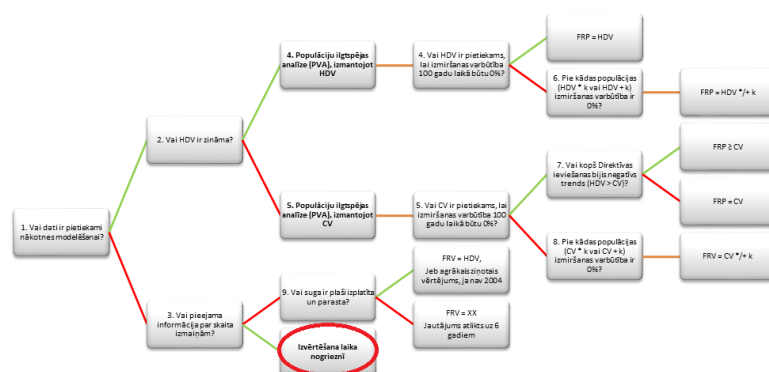 4. Populāciju ilgtspējas
analīze (PVA), izmantojot
HDV
4. Vai HDV ir pietiekams,
lai izmiršanas varbūtība
100 gadu laikā būtu 0%?
FRP = HDV
6. Pie kādas populācijas
(HDV * k vai HDV + k)
izmiršanas varbūtība ir
0%?
FRP = HDV */+ k
2. Vai HDV ir zināma?
5. Populāciju ilgtspējas
analīze (PVA), izmantojot
CV
5. Vai CV ir pietiekams, lai
izmiršanas varbūtība 100
gadu laikā būtu 0%?
7. Vai kopš Direktīvas
ieviešanas bijis negatīvs
trends (HDV > CV)?
FRP ≥ CV
FRP = CV
8. Pie kādas populācijas
(CV * k vai CV + k)
izmiršanas varbūtība ir
0%?
FRV = CV */+ k
1. Vai dati ir pietiekami
nākotnes modelēšanai?
3. Vai pieejama
informācija par skaita
izmaiņām?
9. Vai suga ir plaši izplatīta
un parasta?
FRV = HDV,
Jeb agrākais ziņotais
vērtējums, ja nav 2004
FRV = XX
Jautājums atlikts uz 6
gadiem
Izvērtēšana laika
nogrieznī